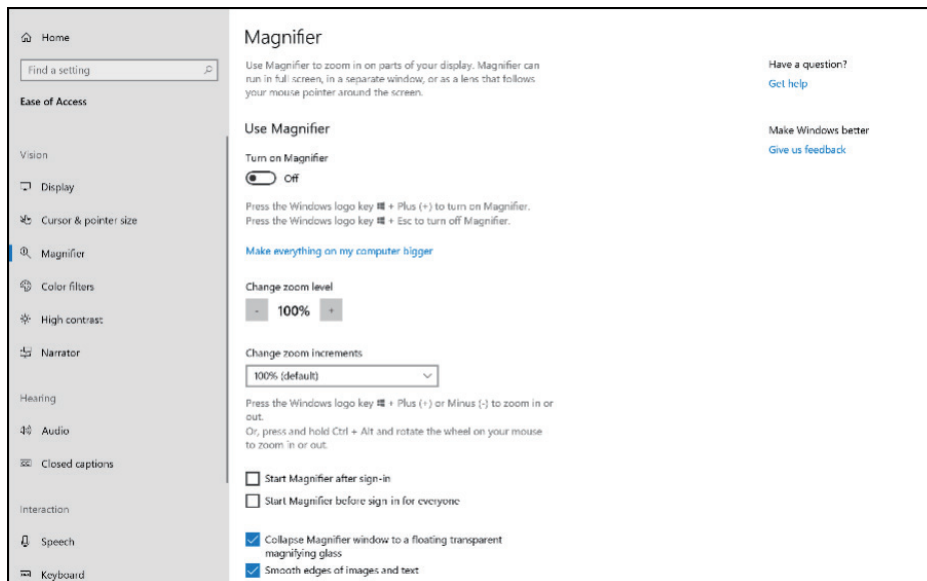 Home
Find a setting
Ease of Access
Vision
Display
Cursor & pointer size
Magnifier
Color filters
High contrast
Narrator
Hearing
Audio
Closed captions
Interaction
Speech
Keyboard
Magnifier
Use Magnifier to zoom in on parts of your display. Magnifier can
run in full screen, in a separate window, or as a lens that follows
your mouse pointer around the screen.
Use Magnifier
Turn on Magnifier
Off
Press the Windows logo key + Plus (+) to turn on Magnifier.
Press the Windows logo key + Esc to turn off Magnifier.
Make everything on my computer bigger
Change zoom level
- 100% +
Change zoom increments
100% (default)
Press the Windows logo key + Plus (+) or Minus (-) to zoom in or
out.
Or, press and hold Ctrl + Alt and rotate the wheel on your mouse
to zoom in or out.
Start Magnifier after sign-in
Start Magnifier before sign in for everyone
Collapse Magnifier window to a floating transparent
magnifying glass
Smooth edges of images and text
Have a question?
Get help
Make Windows better
Give us feedback